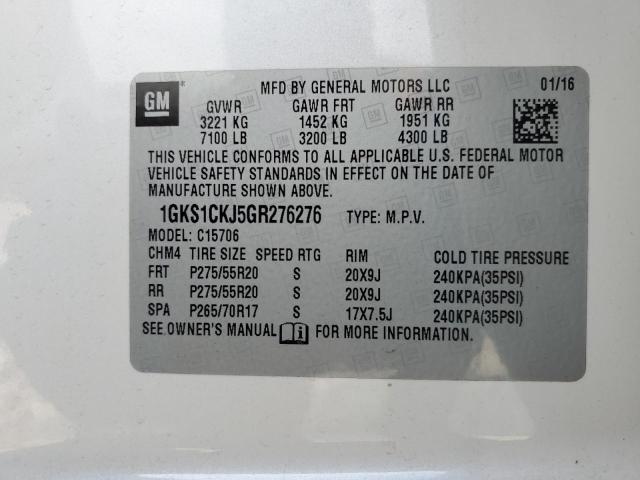 GM
MFD BY GENERAL MOTORS LLC 01/16
GVWR GAWR FRT GAWR RR
3221 KG 1452 KG 1951 KG
7100 LB 3200 LB 4300 LB
THIS VEHICLE CONFORMS TO ALL APPLICABLE U.S. FEDERAL MOTOR
VEHICLE SAFETY STANDARDS IN EFFECT ON THE DATE OF
MANUFACTURE SHOWN ABOVE.
1GKS1CKJ5GR276276 TYPE: M.P.V.
MODEL: C15706
CHM4 TIRE SIZE SPEED RTG RIM COLD TIRE PRESSURE
FRT P275/55R20 S 20X9J 240KPA(35PSI)
RR P275/55R20 S 20X9J 240KPA(35PSI)
SPA P265/70R17 S 17X7.5J 240KPA(35PSI)
SEE OWNER'S MANUAL FOR MORE INFORMATION.